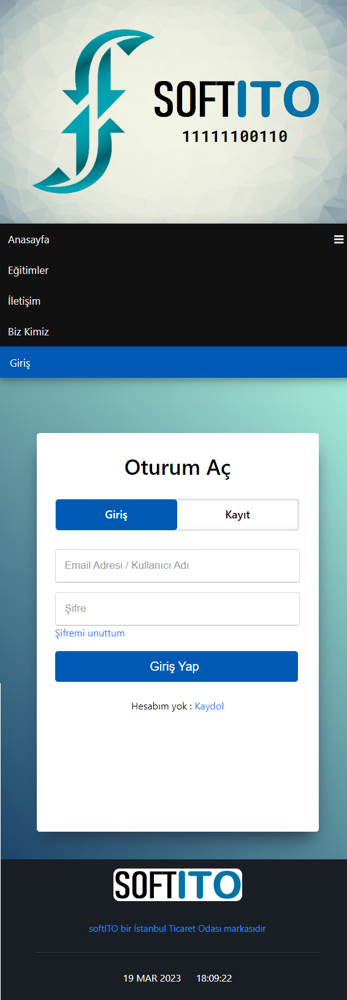 SOFTITO
11111100110
Anasayfa
Eğitimler
İletişim
Biz Kimiz
Giriş
Oturum Aç
Giriş Kayıt
Email Adresi / Kullanıcı Adı
Şifre
Şifremi unuttum
Giriş Yap
Hesabım yok : Kaydol
SOFTITO
softITO bir İstanbul Ticaret Odası markasıdır
19 MAR 2023 18:09:22